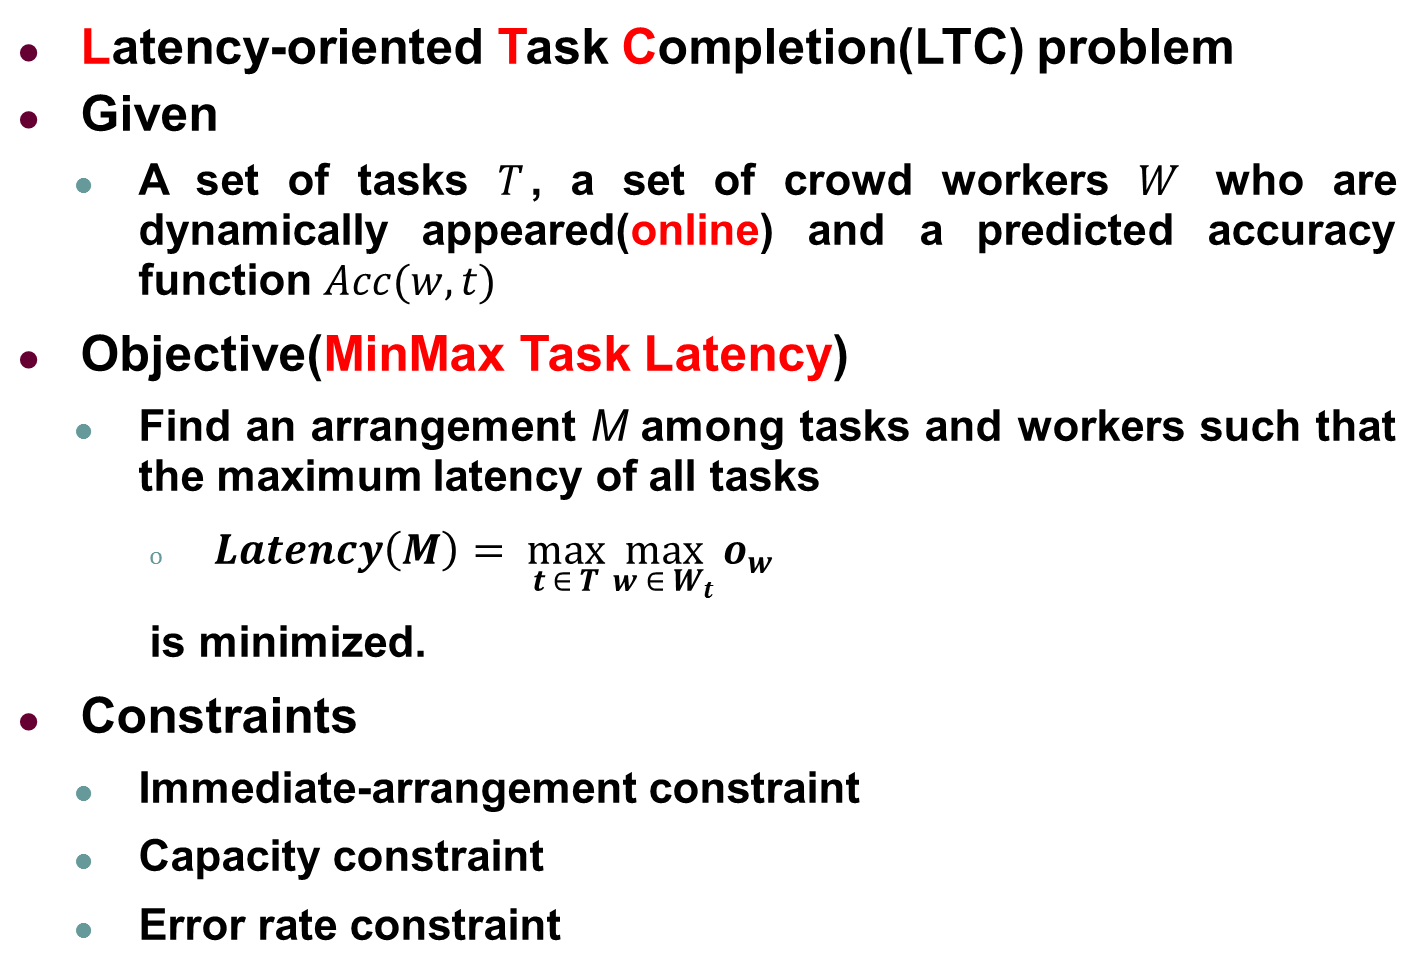 Latency-oriented Task Completion(LTC) problem
Given
A set of tasks T, a set of crowd workers W who are
dynamically appeared(online) and a predicted accuracy
function Acc(w, t)
Objective(MinMax Task Latency)
Find an arrangement M among tasks and workers such that
the maximum latency of all tasks
Latency(M) = max_{t ∈ T} max_{w ∈ W_t} o_w
is minimized.
Constraints
Immediate-arrangement constraint
Capacity constraint
Error rate constraint